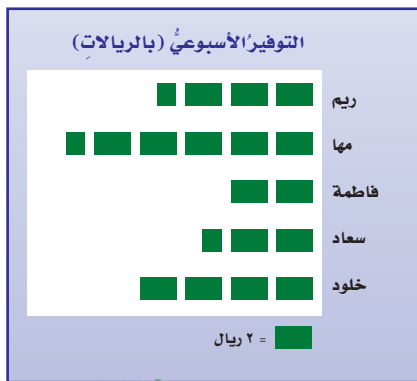 التوفيرُ الأسبوعيُّ (بالريالاتِ)
ريم
مها
فاطمة
سعاد
خلود
= ٢ ريال